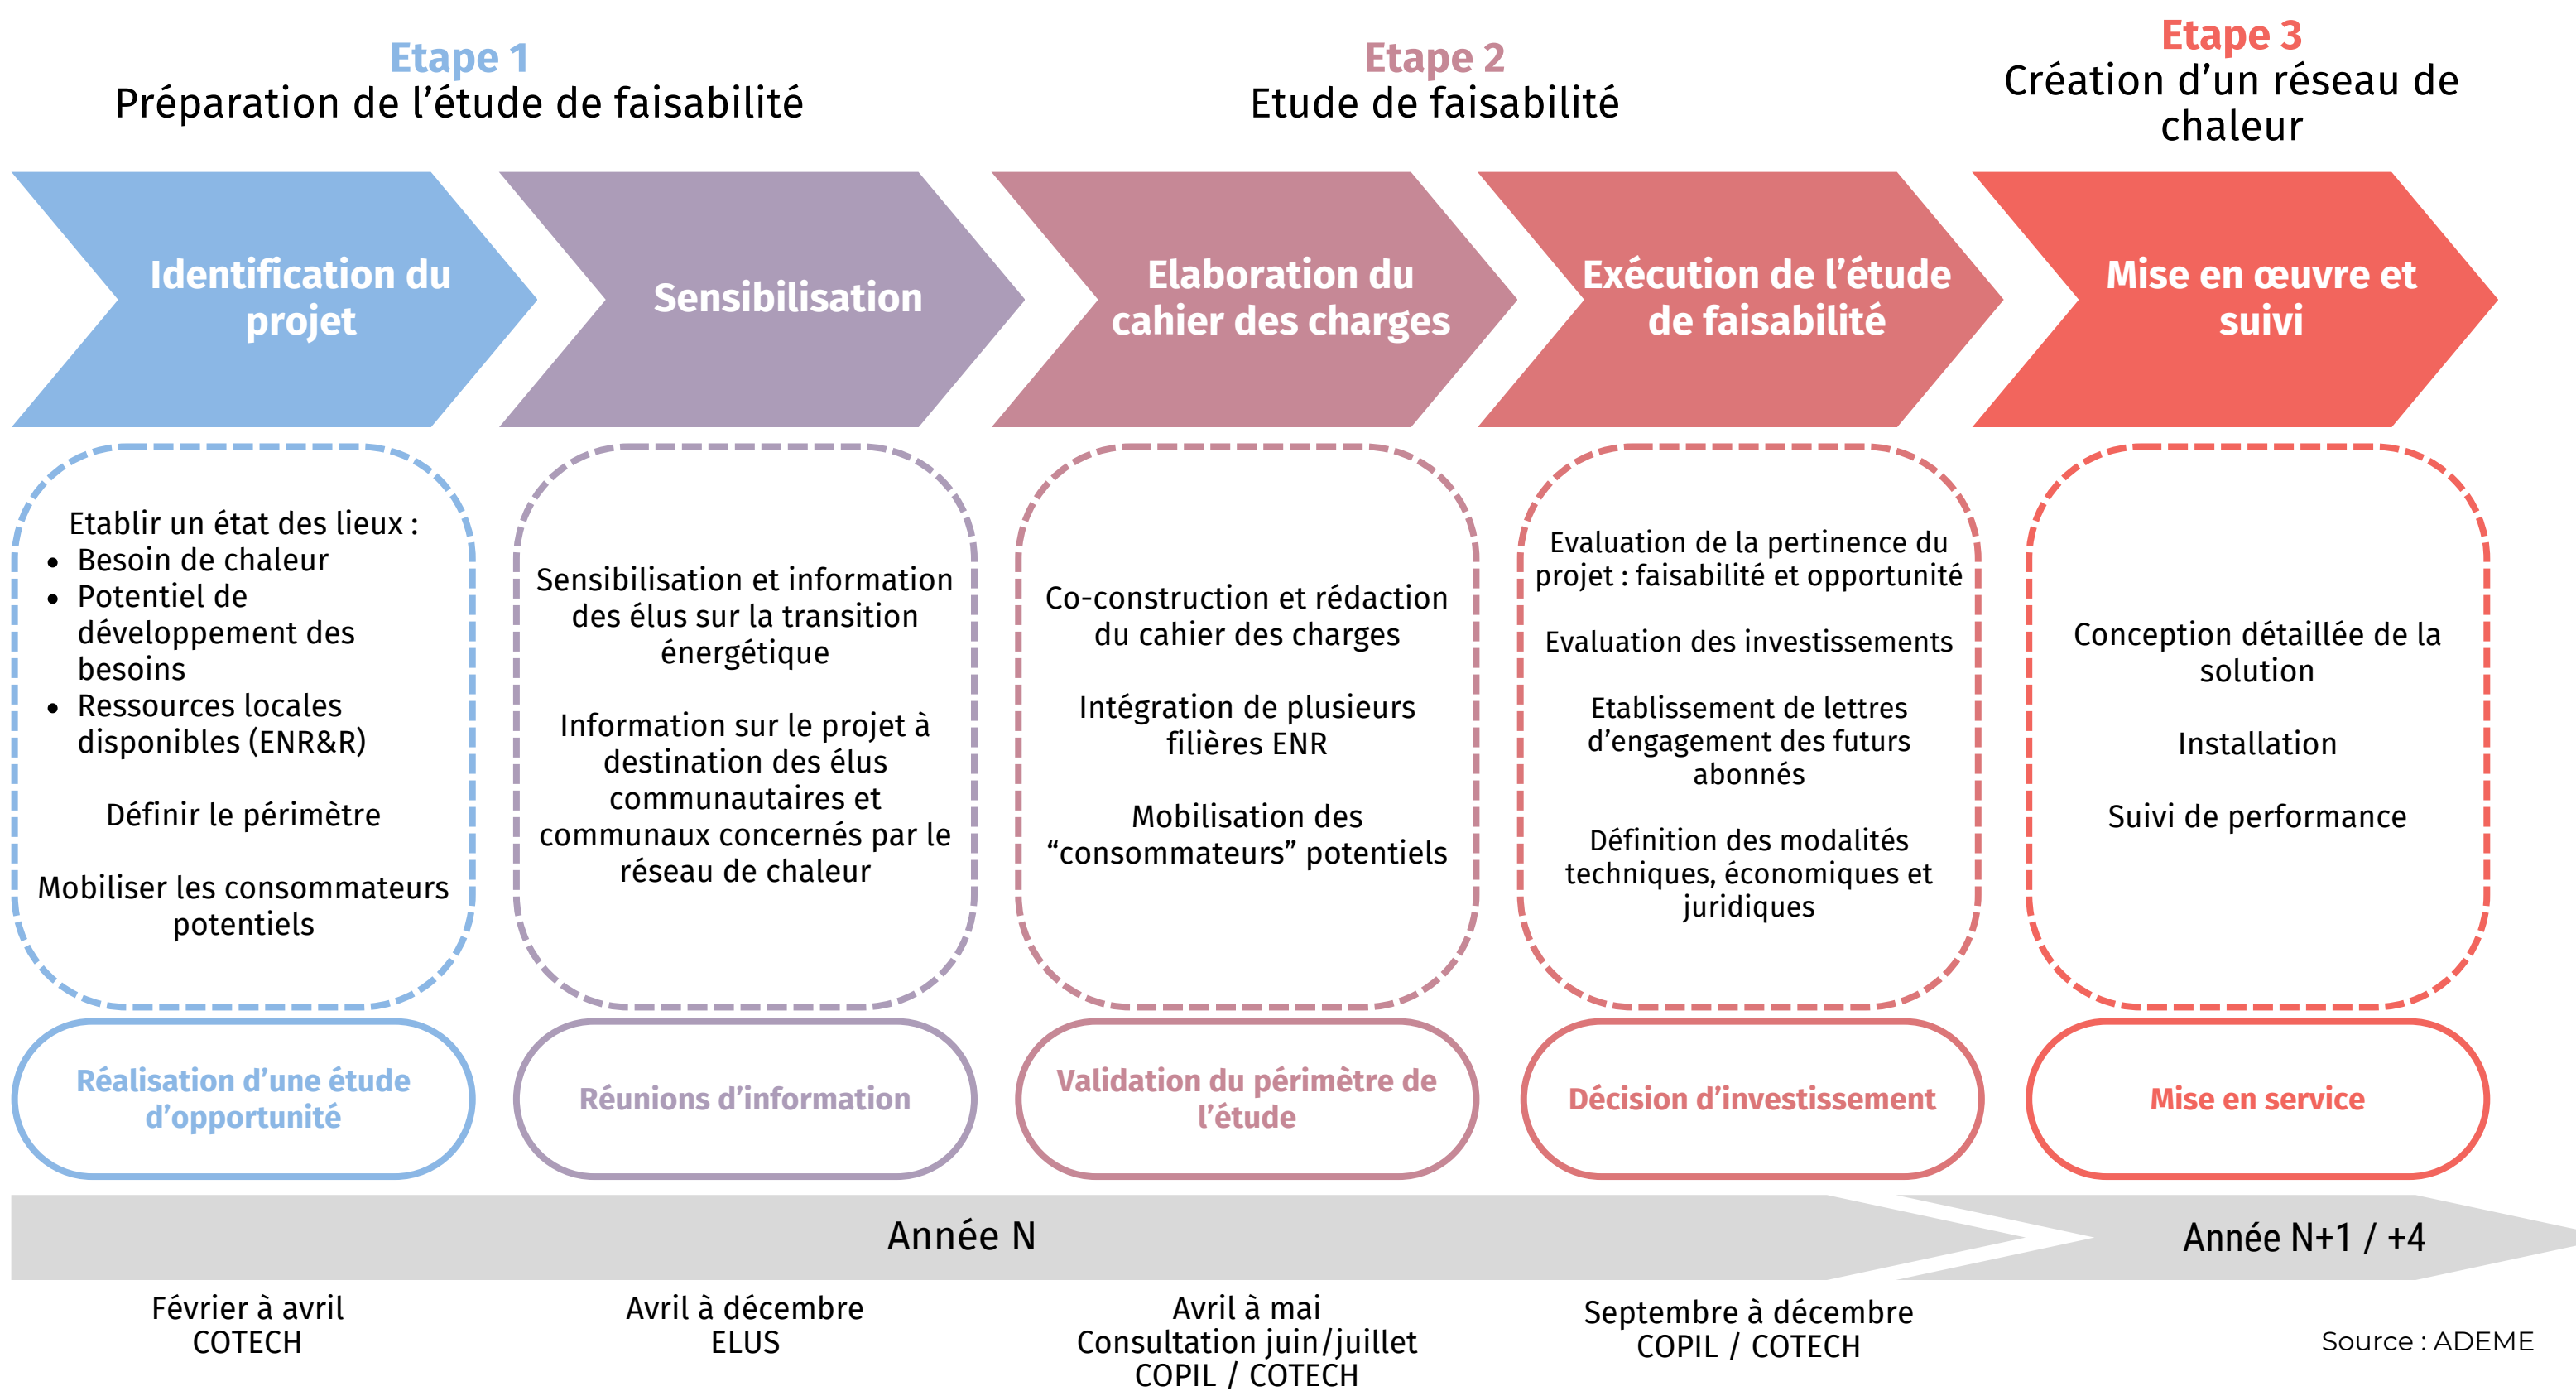 Etape 1
Préparation de l’étude de faisabilité
Etape 2
Etude de faisabilité
Etape 3
Création d’un réseau de
chaleur
Identification du
projet
Sensibilisation
Elaboration du
cahier des charges
Exécution de l’étude
de faisabilité
Mise en œuvre et
suivi
Etablir un état des lieux :
• Besoin de chaleur
• Potentiel de
développement des
besoins
• Ressources locales
disponibles (ENR&R)
Définir le périmètre
Mobiliser les consommateurs
potentiels
Sensibilisation et information
des élus sur la transition
énergétique
Information sur le projet à
destination des élus
communautaires et
communaux concernés par le
réseau de chaleur
Co-construction et rédaction
du cahier des charges
Intégration de plusieurs
filières ENR
Mobilisation des
“consommateurs” potentiels
Evaluation de la pertinence du
projet : faisabilité et opportunité
Evaluation des investissements
Etablissement de lettres
d’engagement des futurs
abonnés
Définition des modalités
techniques, économiques et
juridiques
Conception détaillée de la
solution
Installation
Suivi de performance
Réalisation d’une étude
d’opportunité
Réunions d’information
Validation du périmètre de
l’étude
Décision d’investissement
Mise en service
Année N
Année N+1 / +4
Février à avril
COTECH
Avril à décembre
ELUS
Avril à mai
Consultation juin/juillet
COPIL / COTECH
Septembre à décembre
COPIL / COTECH
Source : ADEME